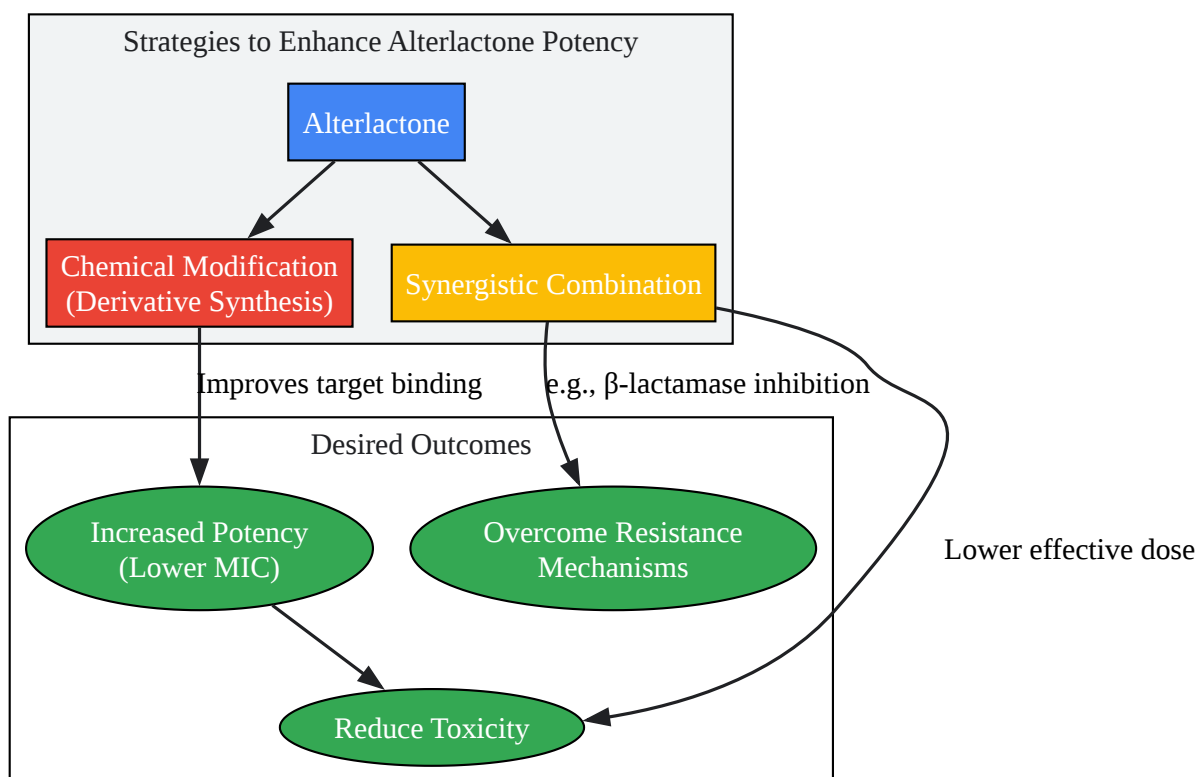 Strategies to Enhance Alterlactone Potency
Alterlactone
Chemical Modification
(Derivative Synthesis)
Synergistic Combination
Improves target binding
e.g., β-lactamase inhibition
Desired Outcomes
Increased Potency
(Lower MIC)
Overcome Resistance
Mechanisms
Lower effective dose
Reduce Toxicity